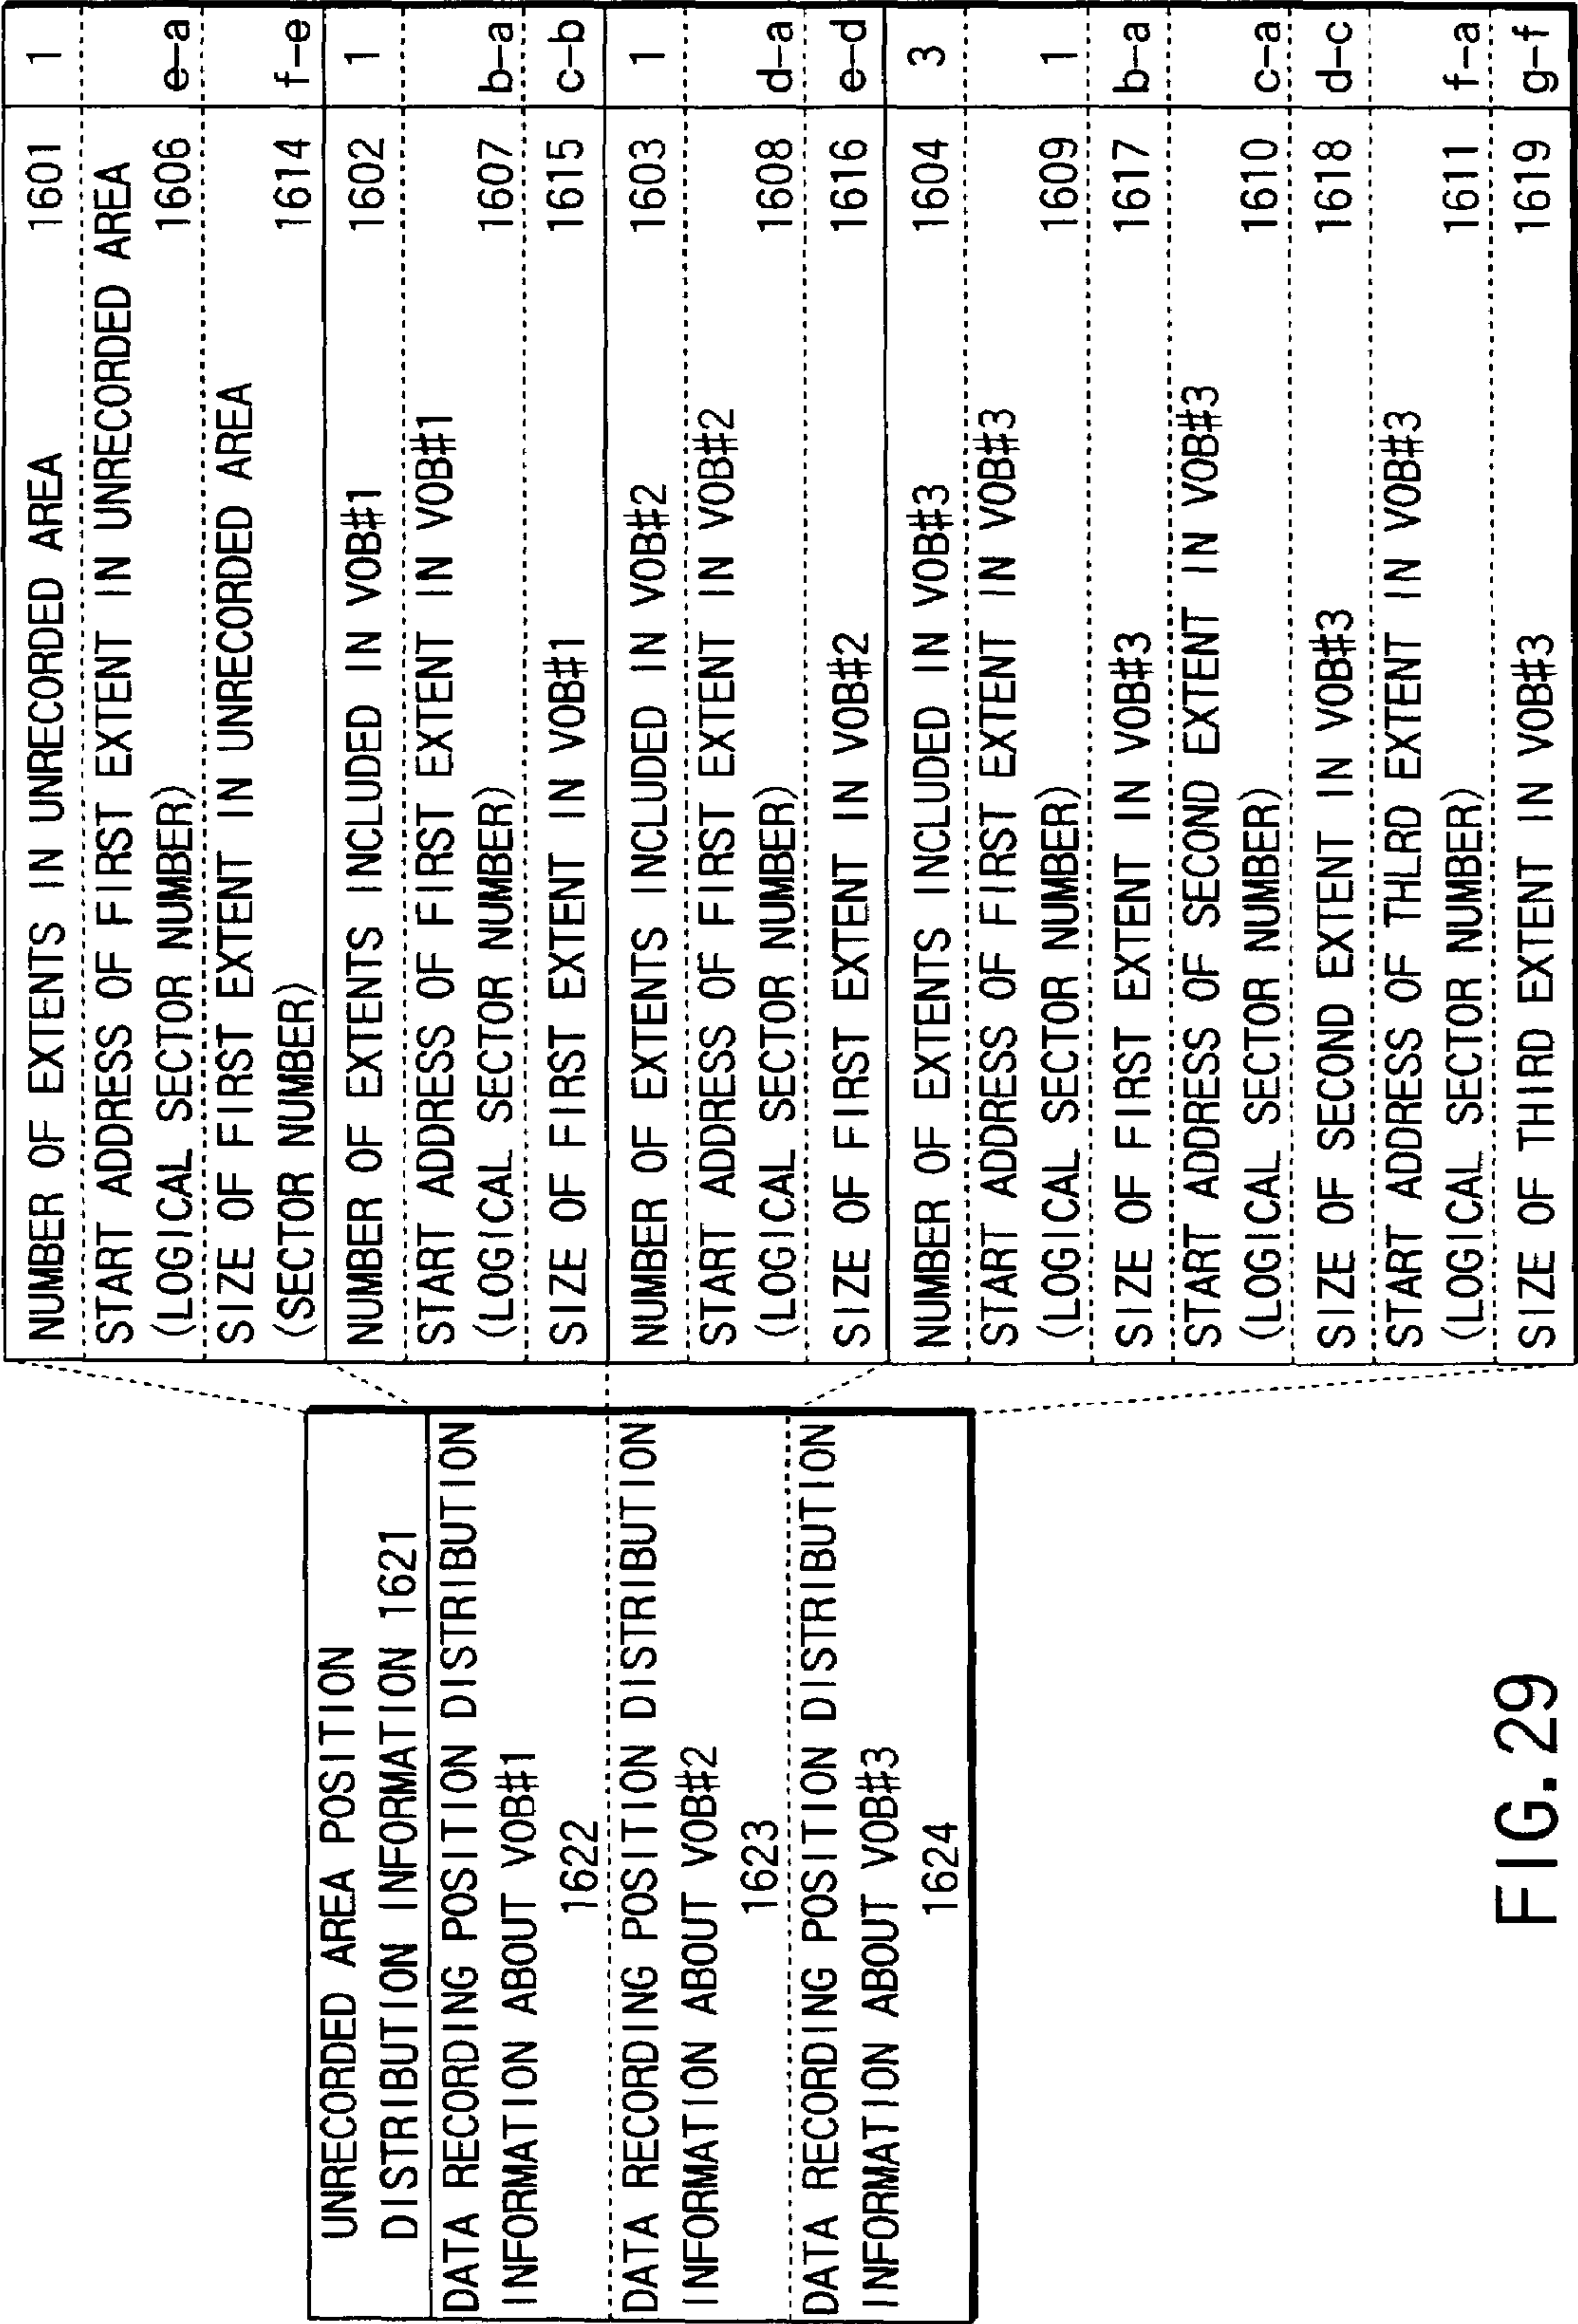 UNRECORDED AREA POSITION
DISTRIBUTION INFORMATION 1621
DATA RECORDING POSITION DISTRIBUTION
INFORMATION ABOUT VOB#1
1622
DATA RECORDING POSITION DISTRIBUTION
INFORMATION ABOUT VOB#2
1623
DATA RECORDING POSITION DISTRIBUTION
INFORMATION ABOUT VOB#3
1624
NUMBER OF EXTENTS IN UNRECORDED AREA 1601 1
START ADDRESS OF FIRST EXTENT IN UNRECORDED AREA
(LOGICAL SECTOR NUMBER) 1606 e-a
SIZE OF FIRST EXTENT IN UNRECORDED AREA
(SECTOR NUMBER) 1614 f-e
NUMBER OF EXTENTS INCLUDED IN VOB#1 1602 1
START ADDRESS OF FIRST EXTENT IN VOB#1
(LOGICAL SECTOR NUMBER) 1607 b-a
SIZE OF FIRST EXTENT IN VOB#1 1615 c-b
NUMBER OF EXTENTS INCLUDED IN VOB#2 1603 1
START ADDRESS OF FIRST EXTENT IN VOB#2
(LOGICAL SECTOR NUMBER) 1608 d-a
SIZE OF FIRST EXTENT IN VOB#2 1616 e-d
NUMBER OF EXTENTS INCLUDED IN VOB#3 1604 3
START ADDRESS OF FIRST EXTENT IN VOB#3
(LOGICAL SECTOR NUMBER) 1609 1
SIZE OF FIRST EXTENT IN VOB#3 1617 b-a
START ADDRESS OF SECOND EXTENT IN VOB#3
(LOGICAL SECTOR NUMBER) 1610 c-a
SIZE OF SECOND EXTENT IN VOB#3 1618 d-c
START ADDRESS OF THLRD EXTENT IN VOB#3
(LOGICAL SECTOR NUMBER) 1611 f-a
SIZE OF THIRD EXTENT IN VOB#3 1619 g-f
FIG.29